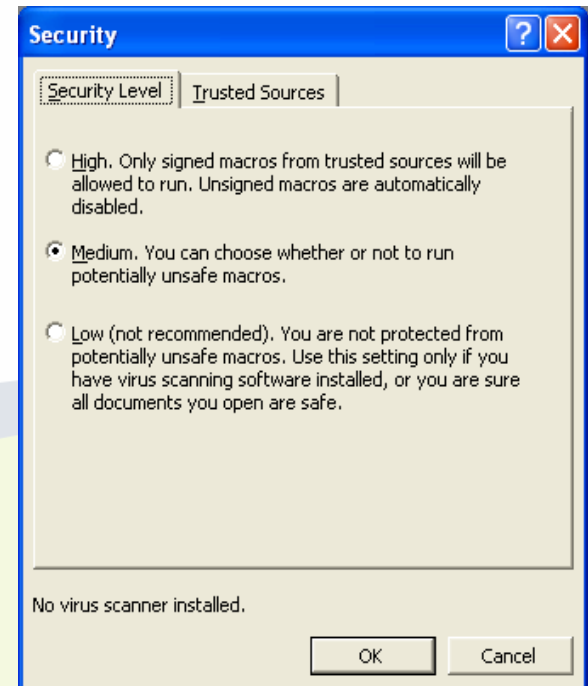 Security
Security Level
Trusted Sources
High. Only signed macros from trusted sources will be
allowed to run. Unsigned macros are automatically
disabled.
Medium. You can choose whether or not to run
potentially unsafe macros.
Low (not recommended). You are not protected from
potentially unsafe macros. Use this setting only if you
have virus scanning software installed, or you are sure
all documents you open are safe.
No virus scanner installed.
OK
Cancel